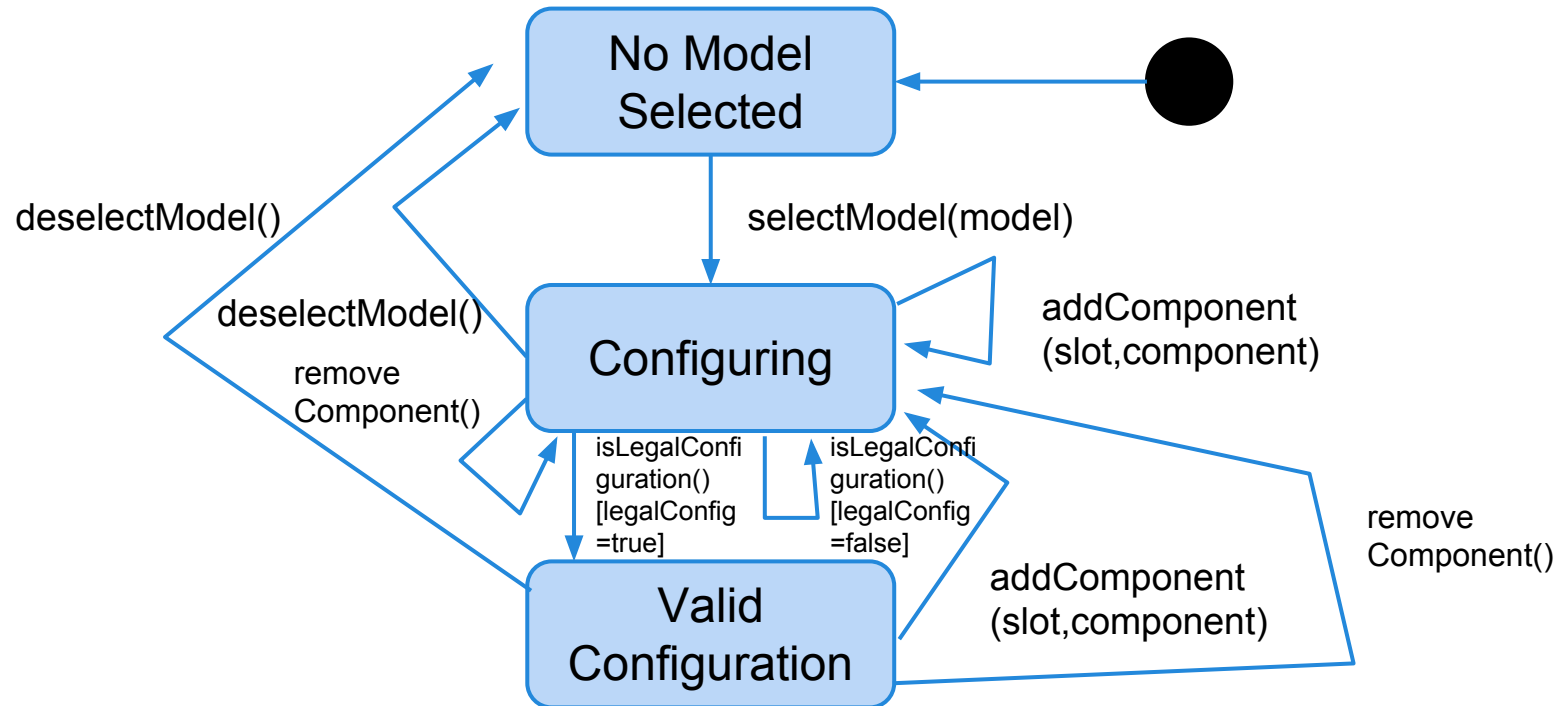 No Model
Selected
deselectModel()
selectModel(model)
deselectModel()
addComponent
(slot,component)
Configuring
remove
Component()
isLegalConfi
guration()
[legalConfig
=true]
isLegalConfi
guration()
[legalConfig
=false]
remove
Component()
addComponent
(slot,component)
Valid
Configuration